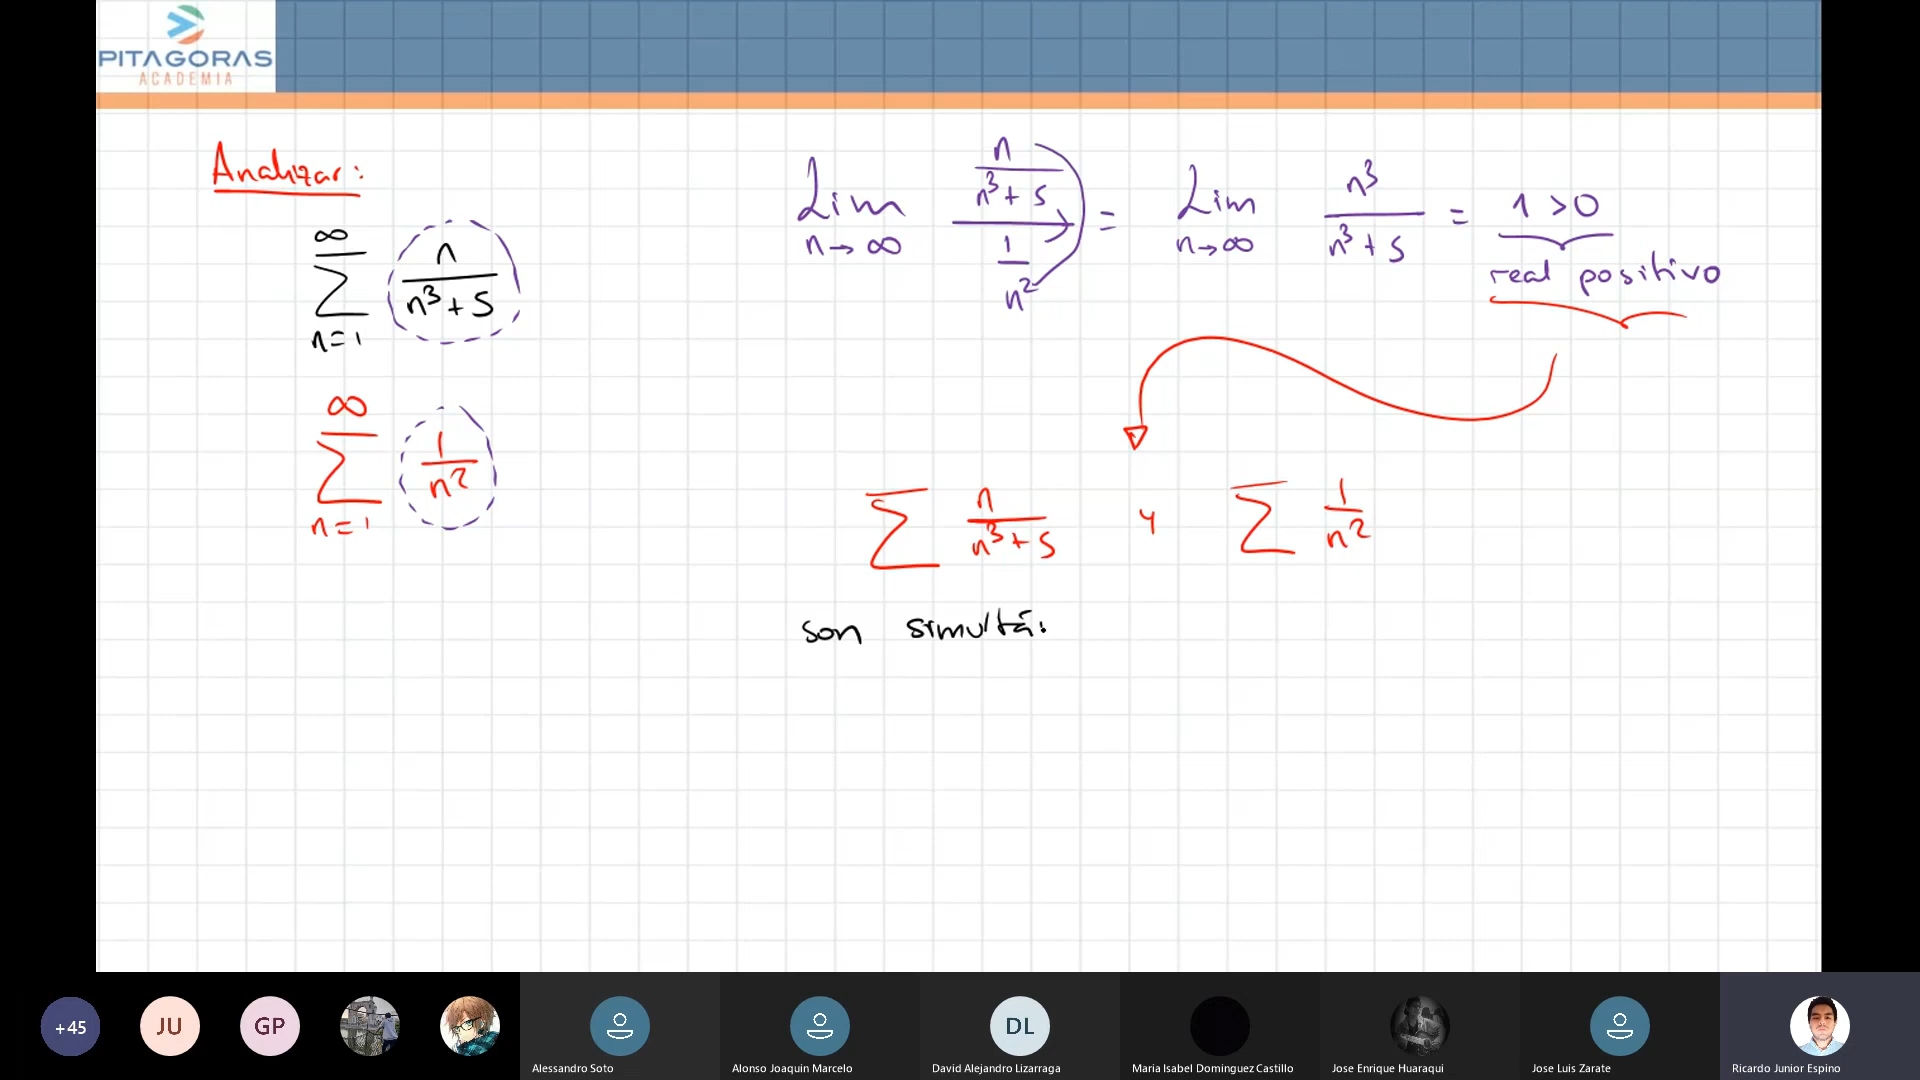 PITAGORAS
ACADEMIA
Analizar:
∞
∑ n/(n³+5)
n=1
∞
∑ 1/n²
n=1
Lim n→∞ (n/(n³+5))/(1/n²) = Lim n→∞ n³/(n³+5) = 1 >0
real positivo
∑ n/(n³+5) y ∑ 1/n²
son simultá.
+45
JU
GP
DL
Alessandro Soto
Alonso Joaquin Marcelo
David Alejandro Lizarraga
Maria Isabel Dominguez Castillo
Jose Enrique Huaraqui
Jose Luis Zarate
Ricardo Junior Espino